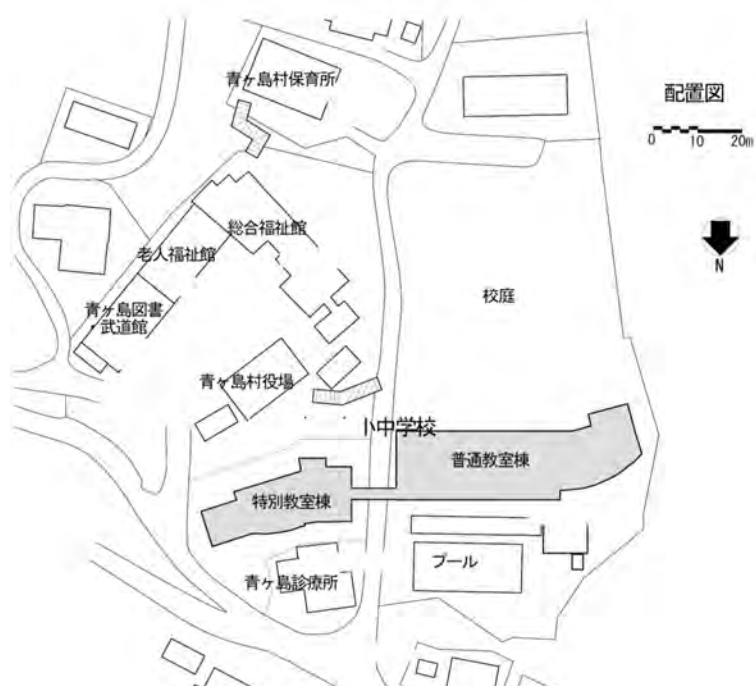 青ヶ島村保育所
配置図
0 10 20m
N
総合福祉館
老人福祉館
校庭
青ヶ島図書
・武道館
青ヶ島村役場
小中学校
普通教室棟
特別教室棟
プール
青ヶ島診療所